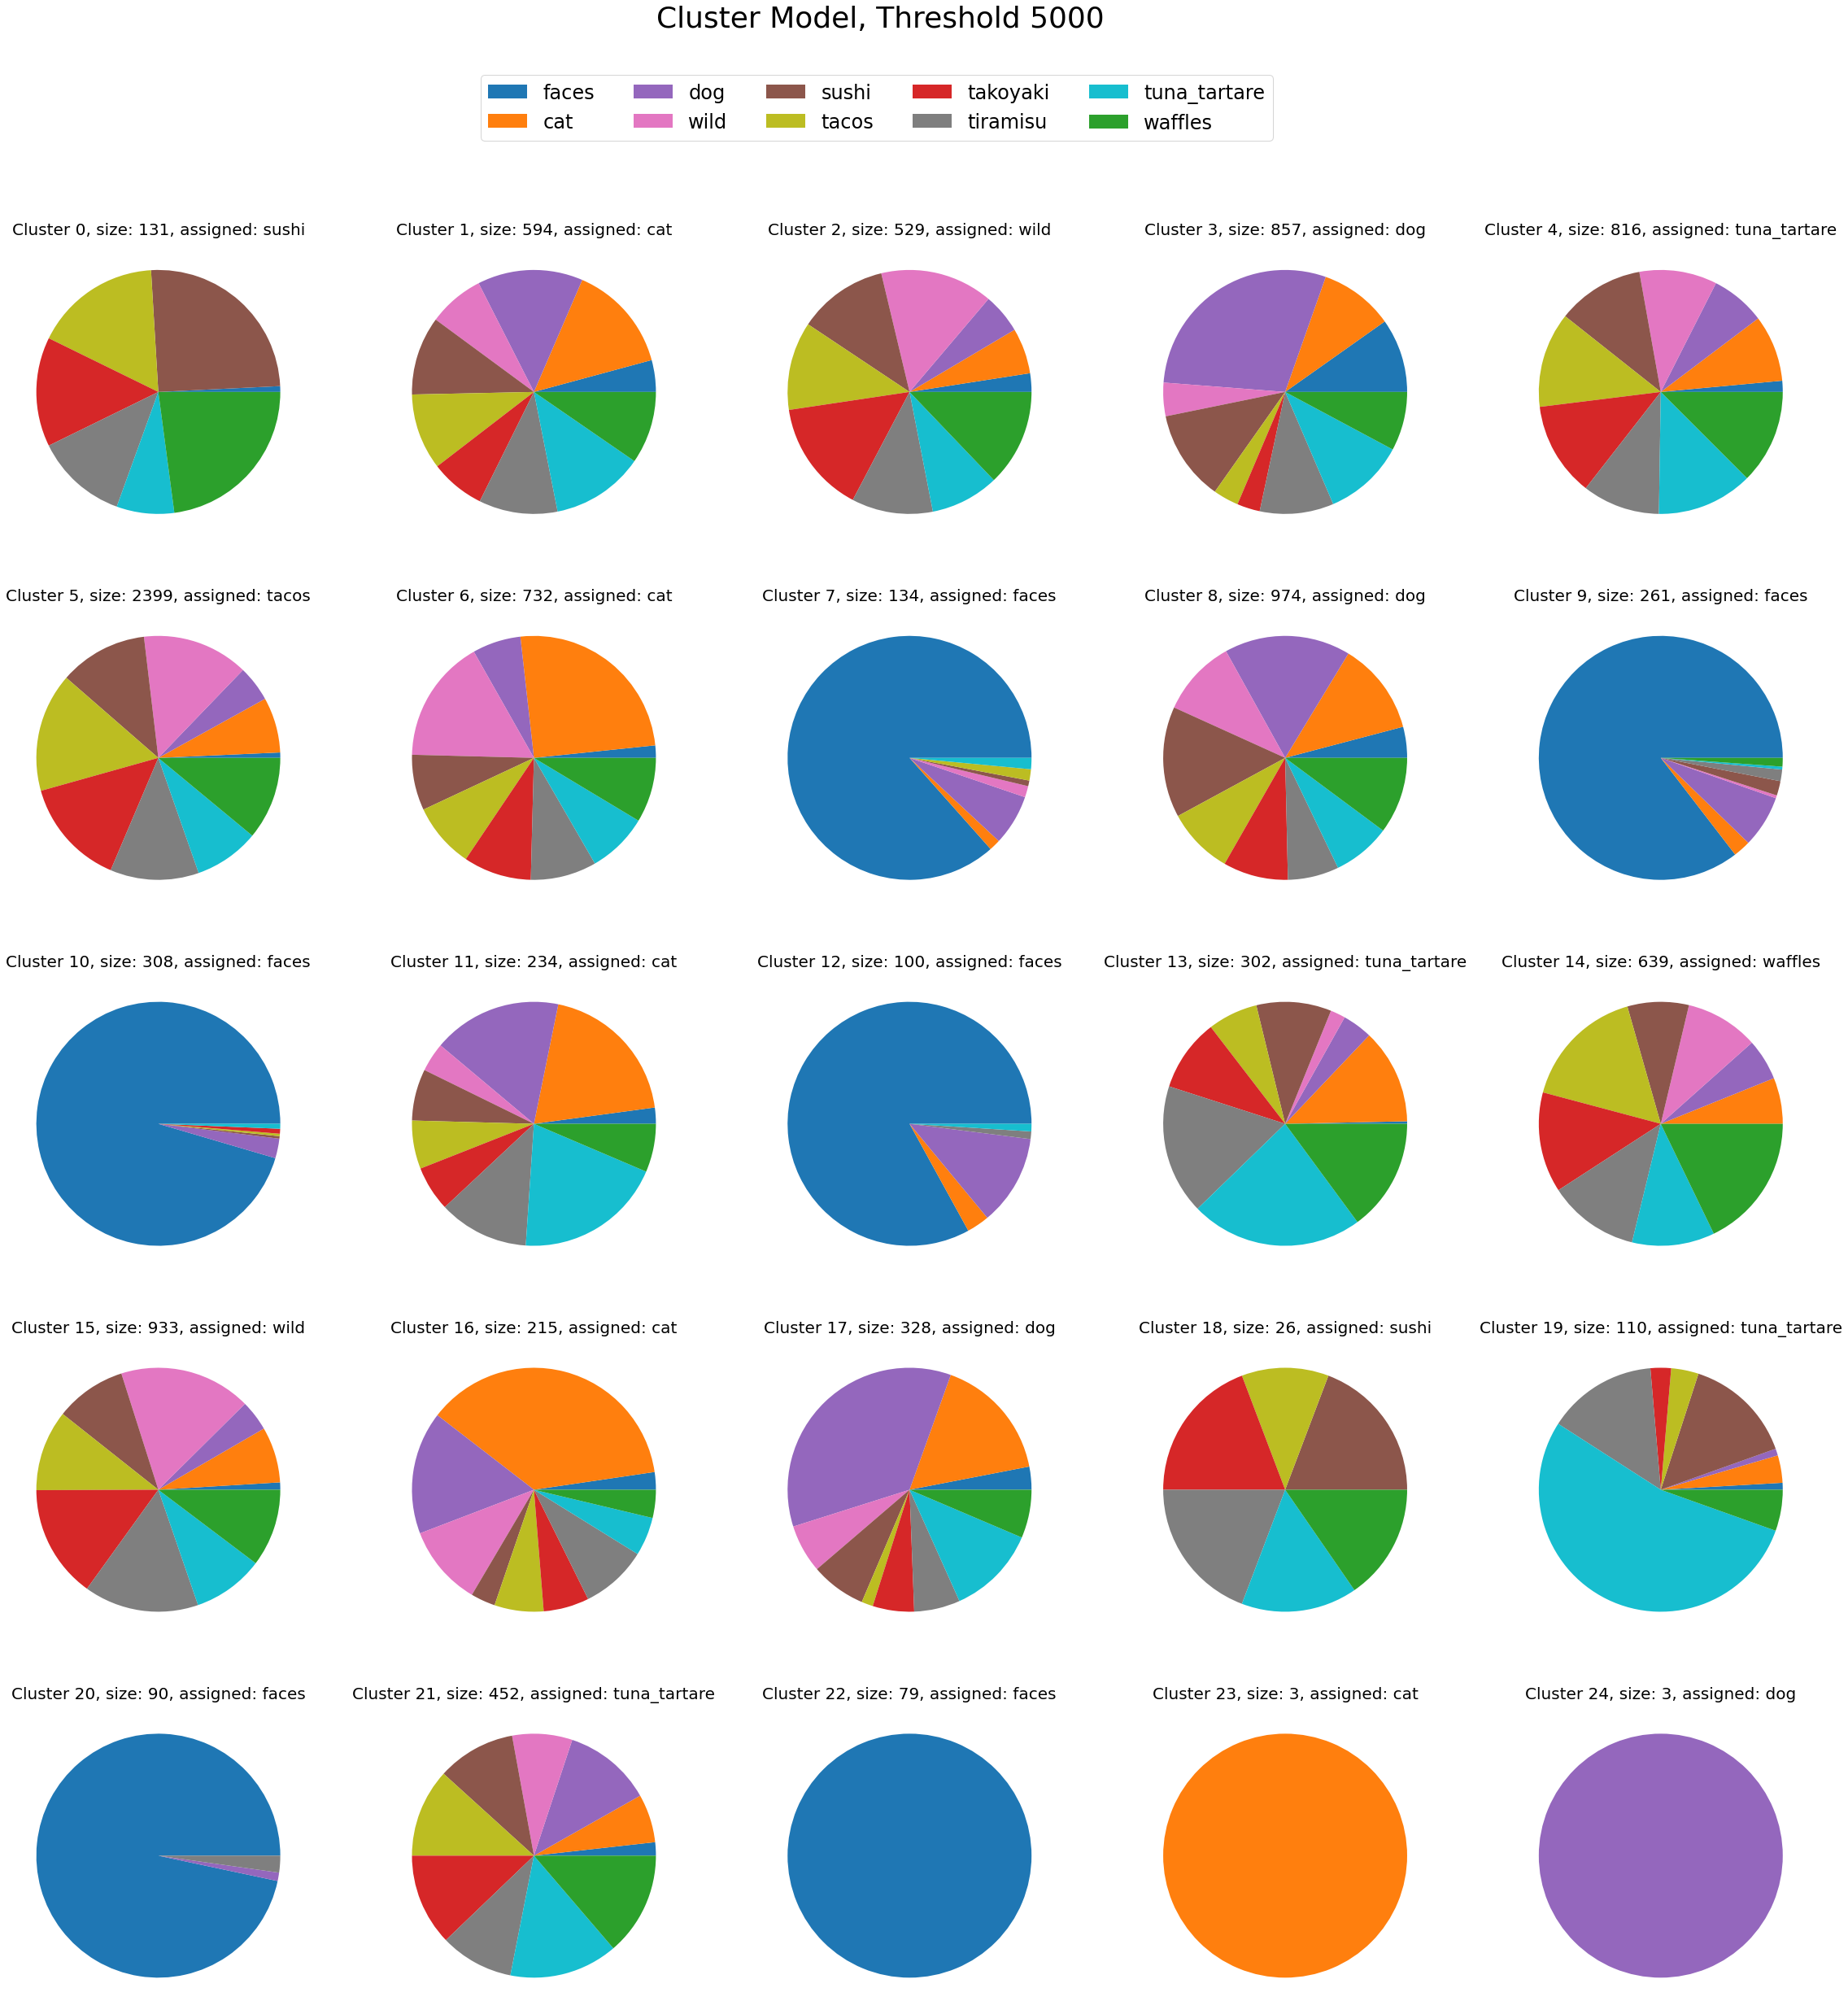 Cluster Model, Threshold 5000
faces dog sushi takoyaki tuna_tartare
cat wild tacos tiramisu waffles
Cluster 0, size: 131, assigned: sushi
Cluster 1, size: 594, assigned: cat
Cluster 2, size: 529, assigned: wild
Cluster 3, size: 857, assigned: dog
Cluster 4, size: 816, assigned: tuna_tartare
Cluster 5, size: 2399, assigned: tacos
Cluster 6, size: 732, assigned: cat
Cluster 7, size: 134, assigned: faces
Cluster 8, size: 974, assigned: dog
Cluster 9, size: 261, assigned: faces
Cluster 10, size: 308, assigned: faces
Cluster 11, size: 234, assigned: cat
Cluster 12, size: 100, assigned: faces
Cluster 13, size: 302, assigned: tuna_tartare
Cluster 14, size: 639, assigned: waffles
Cluster 15, size: 933, assigned: wild
Cluster 16, size: 215, assigned: cat
Cluster 17, size: 328, assigned: dog
Cluster 18, size: 26, assigned: sushi
Cluster 19, size: 110, assigned: tuna_tartare
Cluster 20, size: 90, assigned: faces
Cluster 21, size: 452, assigned: tuna_tartare
Cluster 22, size: 79, assigned: faces
Cluster 23, size: 3, assigned: cat
Cluster 24, size: 3, assigned: dog